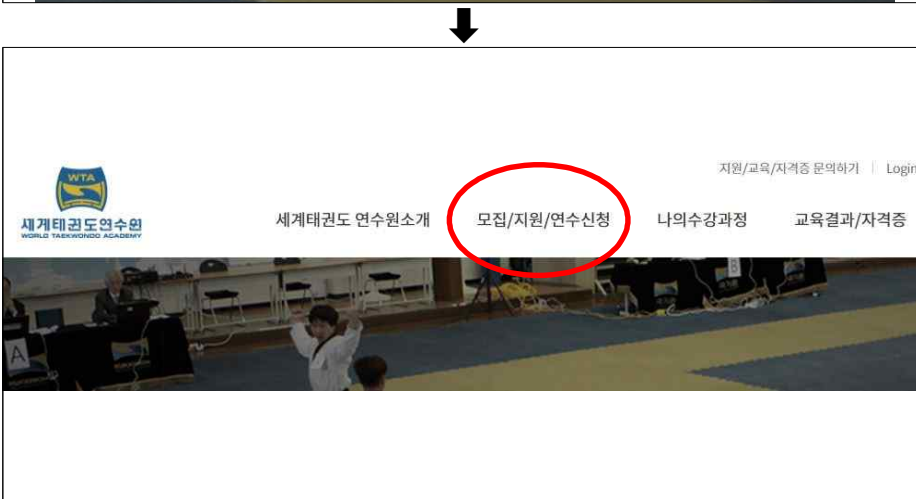 지원/교육/자격증 문의하기 | Login
WTA
세계태권도연수원
WORLD TAEKWONDO ACADEMY
세계태권도 연수원소개 모집/지원/연수신청 나의수강과정 교육결과/자격증
B
A